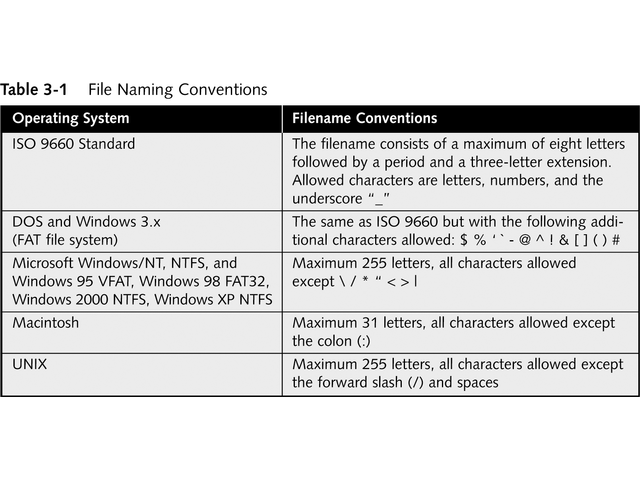 Table 3-1 File Naming Conventions
Operating System Filename Conventions
ISO 9660 Standard
The filename consists of a maximum of eight letters
followed by a period and a three-letter extension.
Allowed characters are letters, numbers, and the
underscore “_”
DOS and Windows 3.x
(FAT file system)
The same as ISO 9660 but with the following addi-
tional characters allowed: $ % ‘ ` - @ ^ ! & [ ] ( ) #
Microsoft Windows/NT, NTFS, and
Windows 95 VFAT, Windows 98 FAT32,
Windows 2000 NTFS, Windows XP NTFS
Maximum 255 letters, all characters allowed
except \ / * “ < > |
Macintosh
Maximum 31 letters, all characters allowed except
the colon (:)
UNIX
Maximum 255 letters, all characters allowed except
the forward slash (/) and spaces